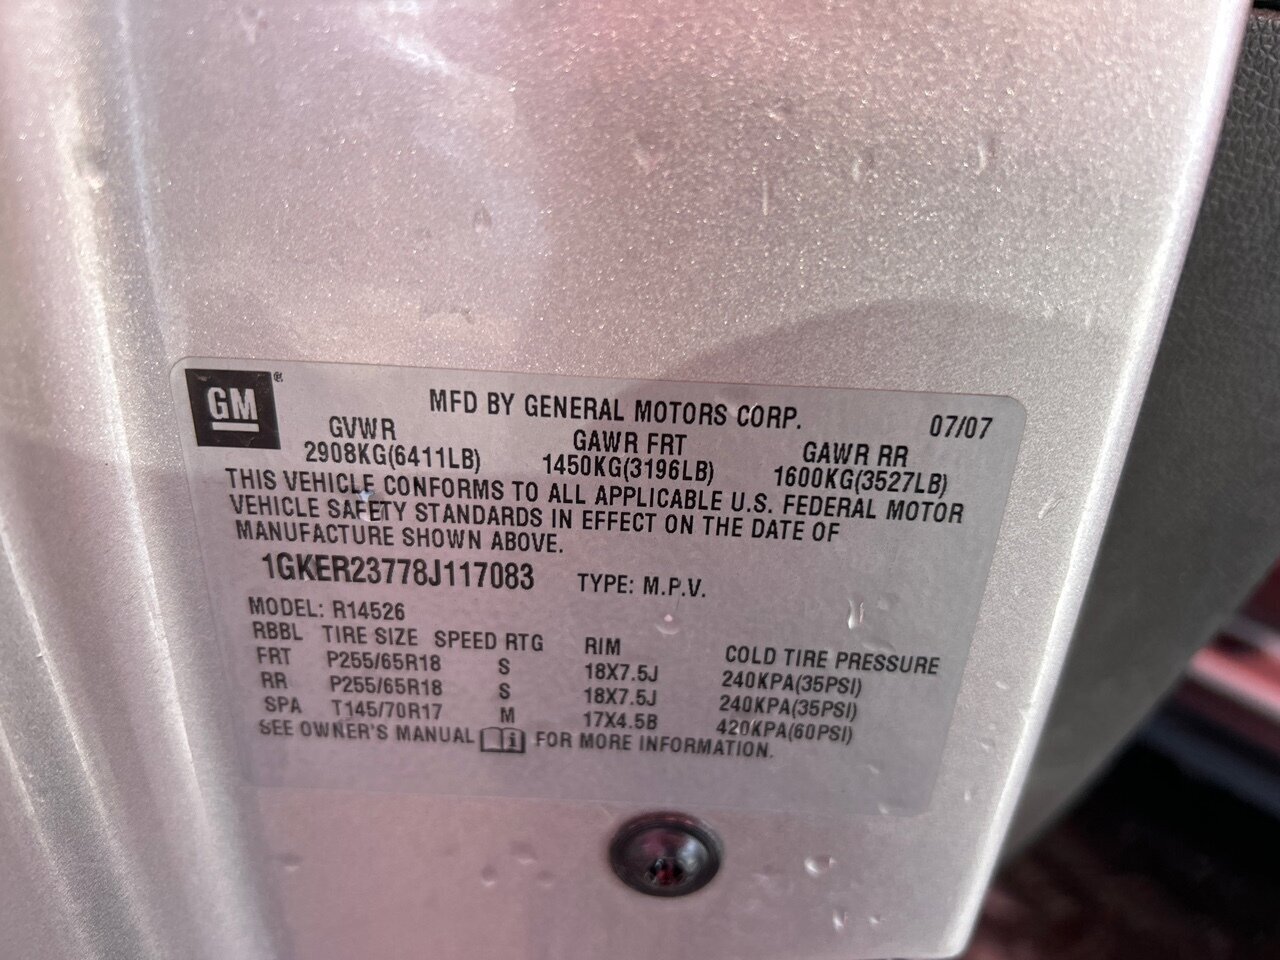 GM
MFD BY GENERAL MOTORS CORP. 07/07
GVWR GAWR FRT GAWR RR
2908KG(6411LB) 1450KG(3196LB) 1600KG(3527LB)
THIS VEHICLE CONFORMS TO ALL APPLICABLE U.S. FEDERAL MOTOR
VEHICLE SAFETY STANDARDS IN EFFECT ON THE DATE OF
MANUFACTURE SHOWN ABOVE.
1GKER23778J117083 TYPE: M.P.V.
MODEL: R14526
RBBL TIRE SIZE SPEED RTG RIM COLD TIRE PRESSURE
FRT P255/65R18 S 18X7.5J 240KPA(35PSI)
RR P255/65R18 S 18X7.5J 240KPA(35PSI)
SPA T145/70R17 M 17X4.5B 420KPA(60PSI)
SEE OWNER'S MANUAL i FOR MORE INFORMATION.